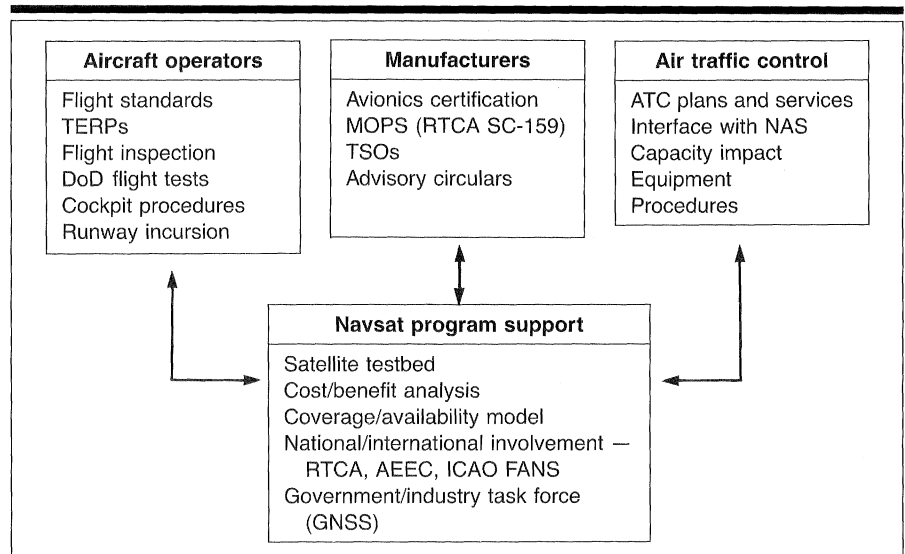 Aircraft operators
Flight standards
TERPs
Flight inspection
DoD flight tests
Cockpit procedures
Runway incursion
Manufacturers
Avionics certification
MOPS (RTCA SC-159)
TSOs
Advisory circulars
Air traffic control
ATC plans and services
Interface with NAS
Capacity impact
Equipment
Procedures
Navsat program support
Satellite testbed
Cost/benefit analysis
Coverage/availability model
National/international involvement —
RTCA, AEEC, ICAO FANS
Government/industry task force
(GNSS)